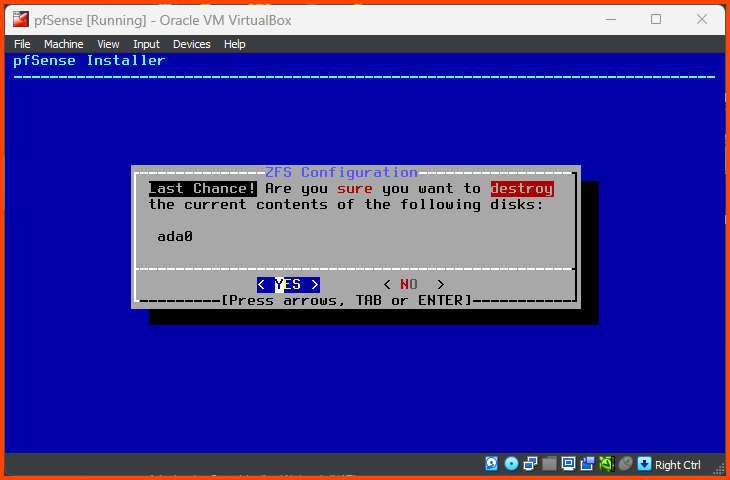 pfSense [Running] - Oracle VM VirtualBox
File Machine View Input Devices Help
pfSense Installer
ZFS Configuration
Last Chance! Are you sure you want to destroy
the current contents of the following disks:
ada0
< YES > < NO >
[Press arrows, TAB or ENTER]
Right Ctrl